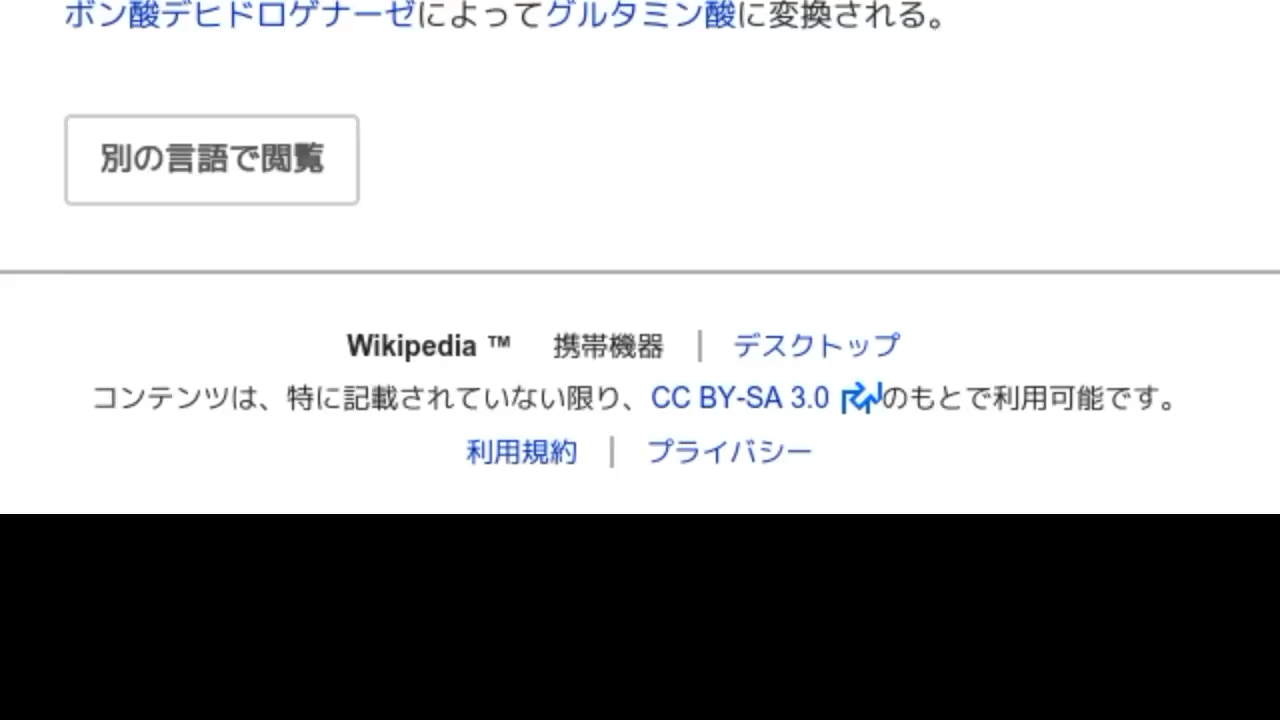 ボン酸デヒドロゲナーゼによってグルタミン酸に変換される。
別の言語で閲覧
Wikipedia ™ 携帯機器 | デスクトップ
コンテンツは、特に記載されていない限り、CC BY-SA 3.0 のもとで利用可能です。
利用規約 | プライバシー